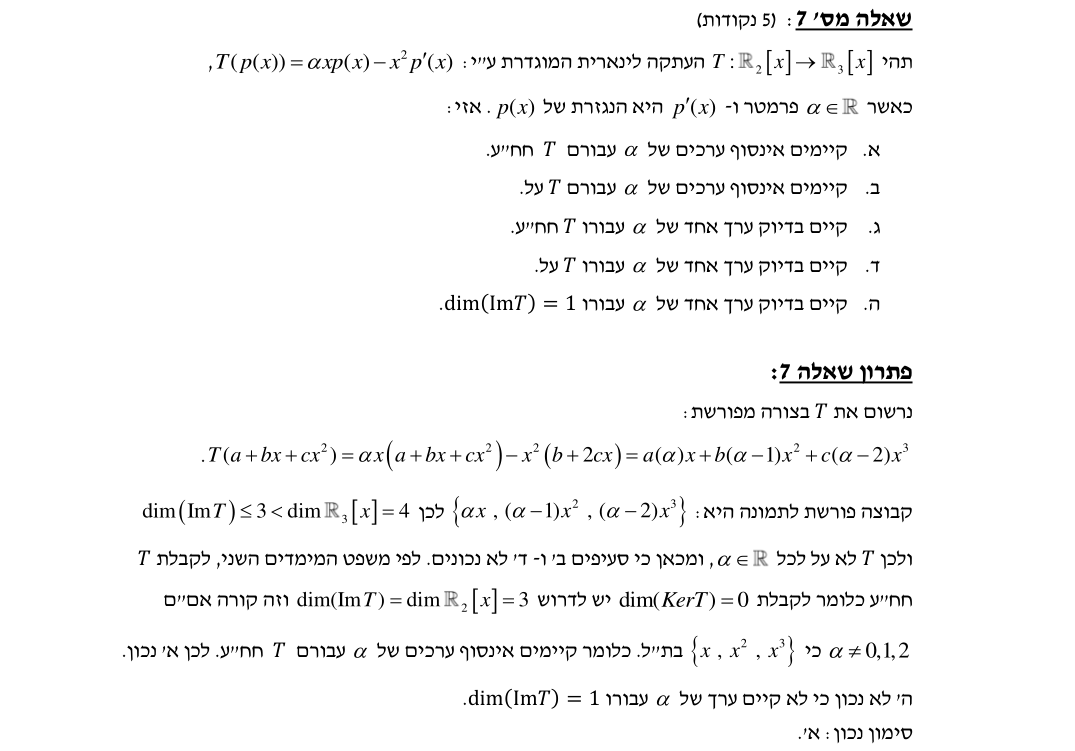 שאלה מס' 7 : (5 נקודות)
תהי T : ℝ₂[x] → ℝ₃[x] העתקה לינארית המוגדרת ע"י : T(p(x)) = αxp(x) − x²p′(x) ,
כאשר α ∈ ℝ פרמטר ו- p′(x) היא הנגזרת של p(x) . אזי :
א. קיימים אינסוף ערכים של α עבורם T חח"ע.
ב. קיימים אינסוף ערכים של α עבורם T על.
ג. קיים בדיוק ערך אחד של α עבורו T חח"ע.
ד. קיים בדיוק ערך אחד של α עבורו T על.
ה. קיים בדיוק ערך אחד של α עבורו dim(ImT) = 1.
פתרון שאלה 7:
נרשום את T בצורה מפורשת :
T(a + bx + cx²) = αx(a + bx + cx²) − x²(b + 2cx) = a(α)x + b(α − 1)x² + c(α − 2)x³ .
קבוצה פורשת לתמונה היא : {αx , (α − 1)x² , (α − 2)x³} לכן dim(Im T) ≤ 3 < dim ℝ₃[x] = 4
ולכן T לא על לכל α ∈ ℝ , ומכאן כי סעיפים ב' ו- ד' לא נכונים. לפי משפט המימדים השני, לקבלת T
חח"ע כלומר לקבלת dim(KerT) = 0 יש לדרוש dim(Im T) = dim ℝ₂[x] = 3 וזה קורה אם"ם
α ≠ 0,1,2 כי {x , x² , x³} בת"ל. כלומר קיימים אינסוף ערכים של α עבורם T חח"ע. לכן א' נכון.
ה' לא נכון כי לא קיים ערך של α עבורו dim(ImT) = 1.
סימון נכון : א'.